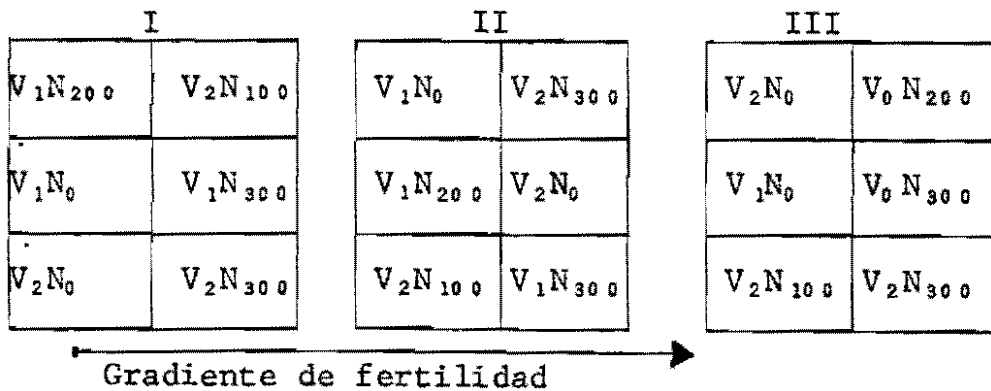 I II III
V₁N₂₀₀ V₂N₁₀₀ V₁N₀ V₂N₃₀₀ V₂N₀ V₀N₂₀₀
V₁N₀ V₁N₃₀₀ V₁N₂₀₀ V₂N₀ V₁N₀ V₀N₃₀₀
V₂N₀ V₂N₃₀₀ V₂N₁₀₀ V₁N₃₀₀ V₂N₁₀₀ V₂N₃₀₀
Gradiente de fertilidad